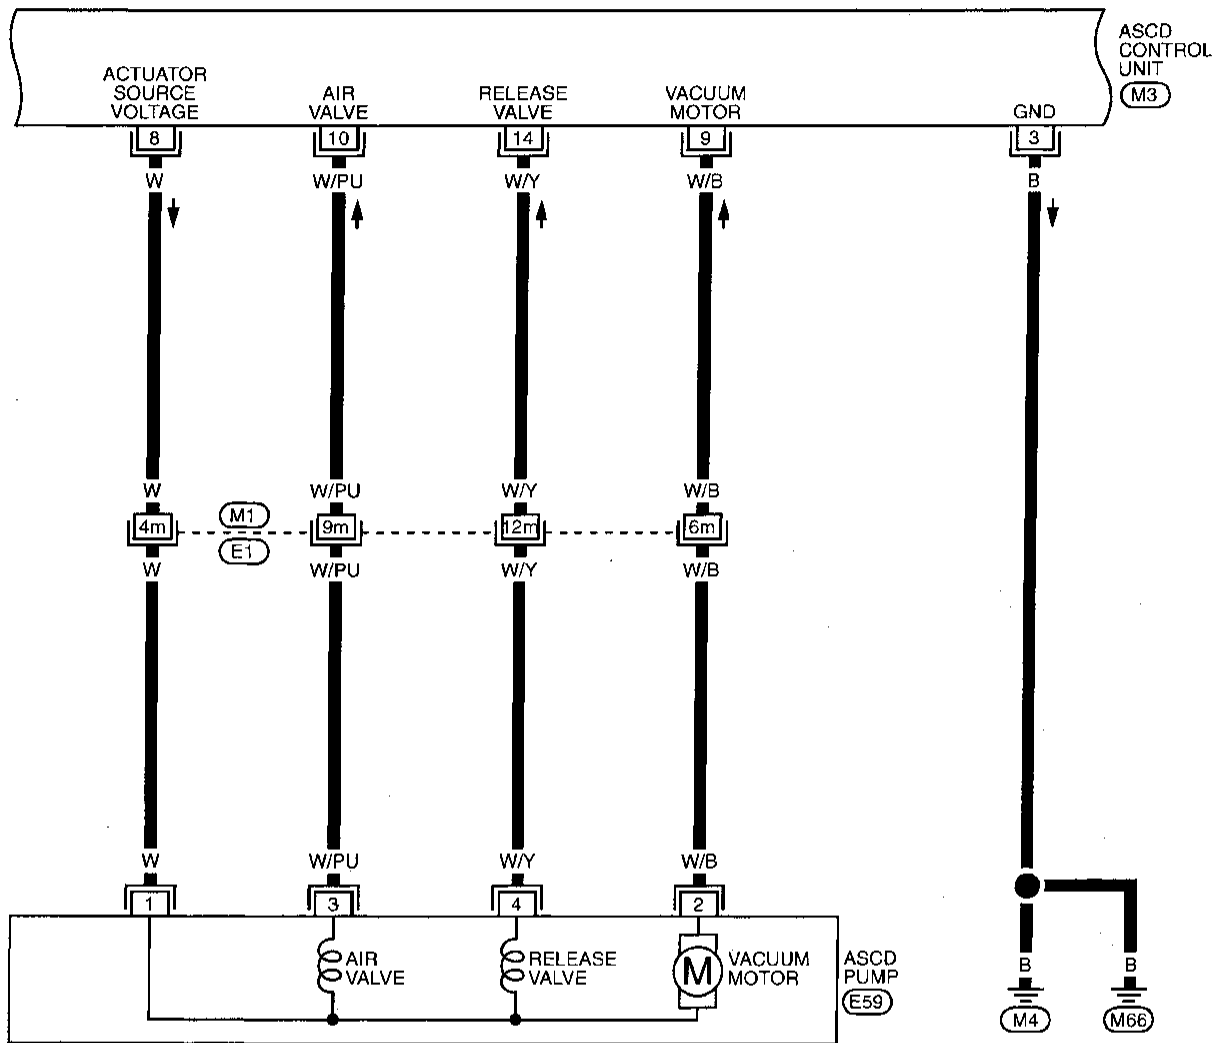 ASCD
CONTROL
UNIT
M3
ACTUATOR
SOURCE
VOLTAGE
AIR
VALVE
RELEASE
VALVE
VACUUM
MOTOR
GND
8
10
14
9
3
W
W/PU
W/Y
W/B
B
W
W/PU
W/Y
W/B
M1
4m
9m
12m
6m
E1
W
W/PU
W/Y
W/B
W
W/PU
W/Y
W/B
1
3
4
2
AIR
VALVE
RELEASE
VALVE
M
VACUUM
MOTOR
ASCD
PUMP
E59
B
B
M4
M66